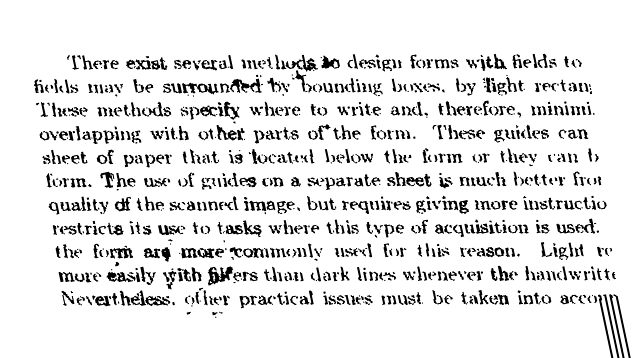 There exist several methods to design forms with fields to
fields may be surrounded by bounding boxes, by light rectan
These methods specify where to write and, therefore, minimi
overlapping with other parts of the form. These guides can
sheet of paper that is located below the form or they can b
form. The use of guides on a separate sheet is much better from
quality of the scanned image, but requires giving more instructio
restricts its use to tasks where this type of acquisition is used.
the form are more commonly used for this reason. Light re
more easily with filters than dark lines whenever the handwritte
Nevertheless, other practical issues must be taken into accou